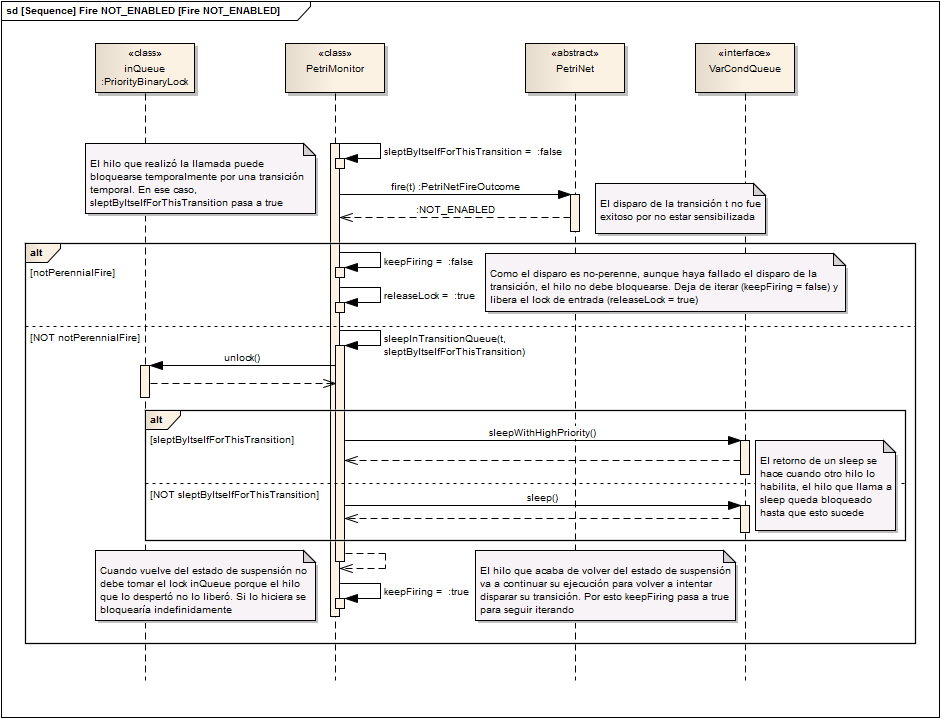 sd [Sequence] Fire NOT_ENABLED [Fire NOT_ENABLED]
«class»
inQueue
:PriorityBinaryLock
«class»
PetriMonitor
«abstract»
PetriNet
«interface»
VarCondQueue
sleptByItselfForThisTransition = :false
El hilo que realizó la llamada puede
bloquearse temporalmente por una transición
temporal. En ese caso,
sleptByItselfForThisTransition pasa a true
fire(t) :PetriNetFireOutcome
:NOT_ENABLED
El disparo de la transición t no fue
exitoso por no estar sensibilizada
alt
[notPerennialFire]
keepFiring = :false
releaseLock = :true
Como el disparo es no-perenne, aunque haya fallado el disparo de la
transición, el hilo no debe bloquearse. Deja de iterar (keepFiring = false) y
libera el lock de entrada (releaseLock = true)
[NOT notPerennialFire]
sleepInTransitionQueue(t,
sleptByItselfForThisTransition)
unlock()
alt
[sleptByItselfForThisTransition]
sleepWithHighPriority()
El retorno de un sleep se
hace cuando otro hilo lo
habilita, el hilo que llama a
sleep queda bloqueado
hasta que esto sucede
[NOT sleptByItselfForThisTransition]
sleep()
Cuando vuelve del estado de suspensión no
debe tomar el lock inQueue porque el hilo
que lo despertó no lo liberó. Si lo hiciera se
bloquearía indefinidamente
keepFiring = :true
El hilo que acaba de volver del estado de suspensión
va a continuar su ejecución para volver a intentar
disparar su transición. Por esto keepFiring pasa a true
para seguir iterando